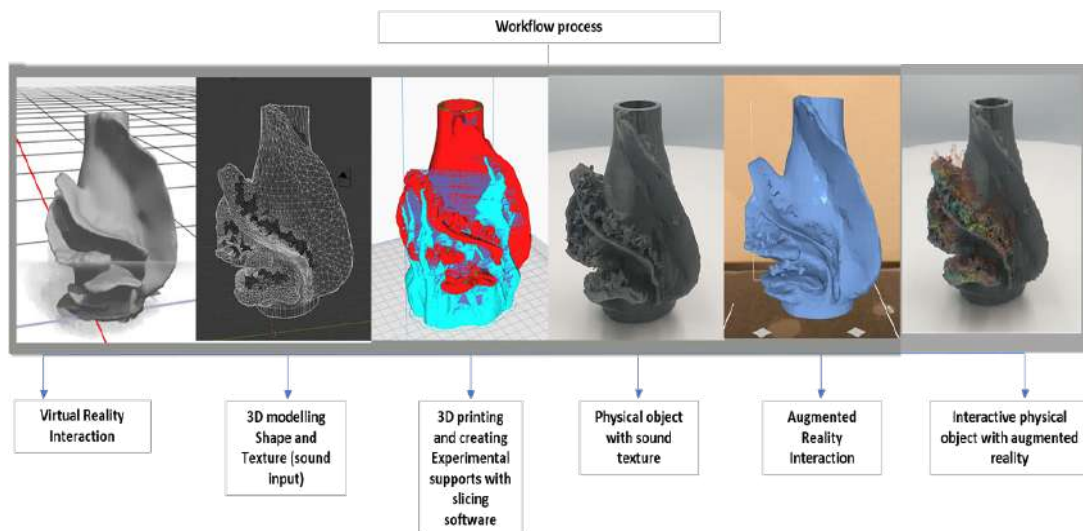 Workflow process
Virtual Reality
Interaction
3D modelling
Shape and
Texture (sound
input)
3D printing
and creating
Experimental
supports with
slicing
software
Physical object
with sound
texture
Augmented
Reality
Interaction
Interactive physical
object with augmented
reality